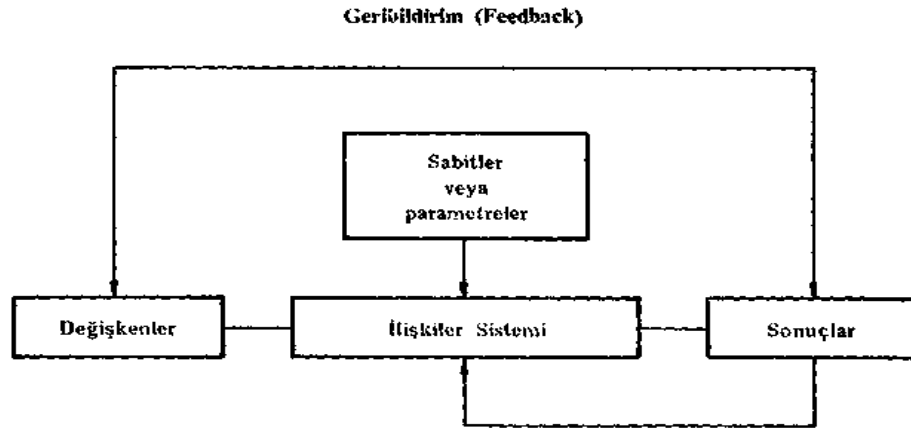 Geribildirim (Feedback)
Sabitler
veya
parametreler
Değişkenler
İlişkiler Sistemi
Sonuçlar